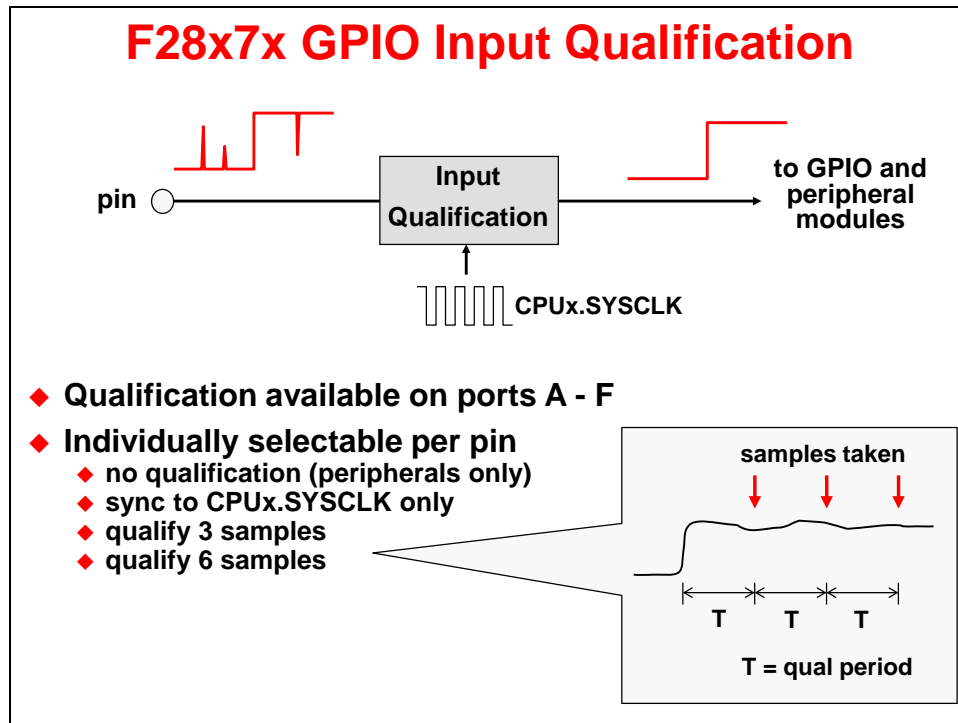 F28x7x GPIO Input Qualification
pin
Input
Qualification
to GPIO and
peripheral
modules
CPUx.SYSCLK
Qualification available on ports A - F
Individually selectable per pin
no qualification (peripherals only)
sync to CPUx.SYSCLK only
qualify 3 samples
qualify 6 samples
samples taken
T T T
T = qual period